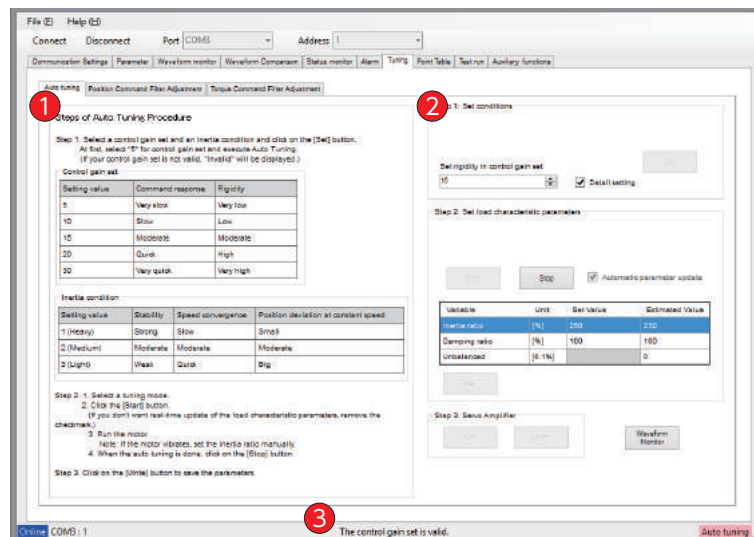 File (F) Help (H)
Connect Disconnect Port COM3 Address 1
Communication Settings Parameter Waveform monitor Waveform Comparison Status monitor Alarm Tuning Point Table Test run Auxiliary functions
Auto tuning Position Command Filter Adjustment Torque Command Filter Adjustment
1
2
Steps of Auto Tuning Procedure
Step 1. Select a control gain set and an inertia condition and click on the [Set] button.
At first, select "5" for control gain set and execute Auto Tuning.
(If your control gain set is not valid, "Invalid" will be displayed.)
Control gain set
Setting value Command response Rigidity
5 Very slow Very low
10 Slow Low
15 Moderate Moderate
20 Quick High
30 Very quick Very high
Inertia condition
Setting value Stability Speed convergence Position deviation at constant speed
1 (Heavy) Strong Slow Small
2 (Medium) Moderate Moderate Moderate
3 (Light) Weak Quick Big
Step 2. 1. Select a tuning mode.
2. Click the [Start] button.
(If you don't want real-time update of the load characteristic parameters, remove the
checkmark.)
3. Run the motor.
Note: If the motor vibrates, set the inertia ratio manually.
4. When the auto tuning is done, click on the [Stop] button.
Step 3. Click on the [Write] button to save the parameters
Step 1: Set conditions
Set rigidity in control gain set
15 Detail setting
Step 2: Set load characteristic parameters
Stop Automatic parameter update
Variable Unit Set Value Estimated Value
Inertia ratio [%] 250 250
Damping ratio [%] 100 100
Unbalanced [0.1%] 0
Step 3: Servo Amplifier
Waveform
Monitor
3
Online COM3 : 1 The control gain set is valid. Auto tuning